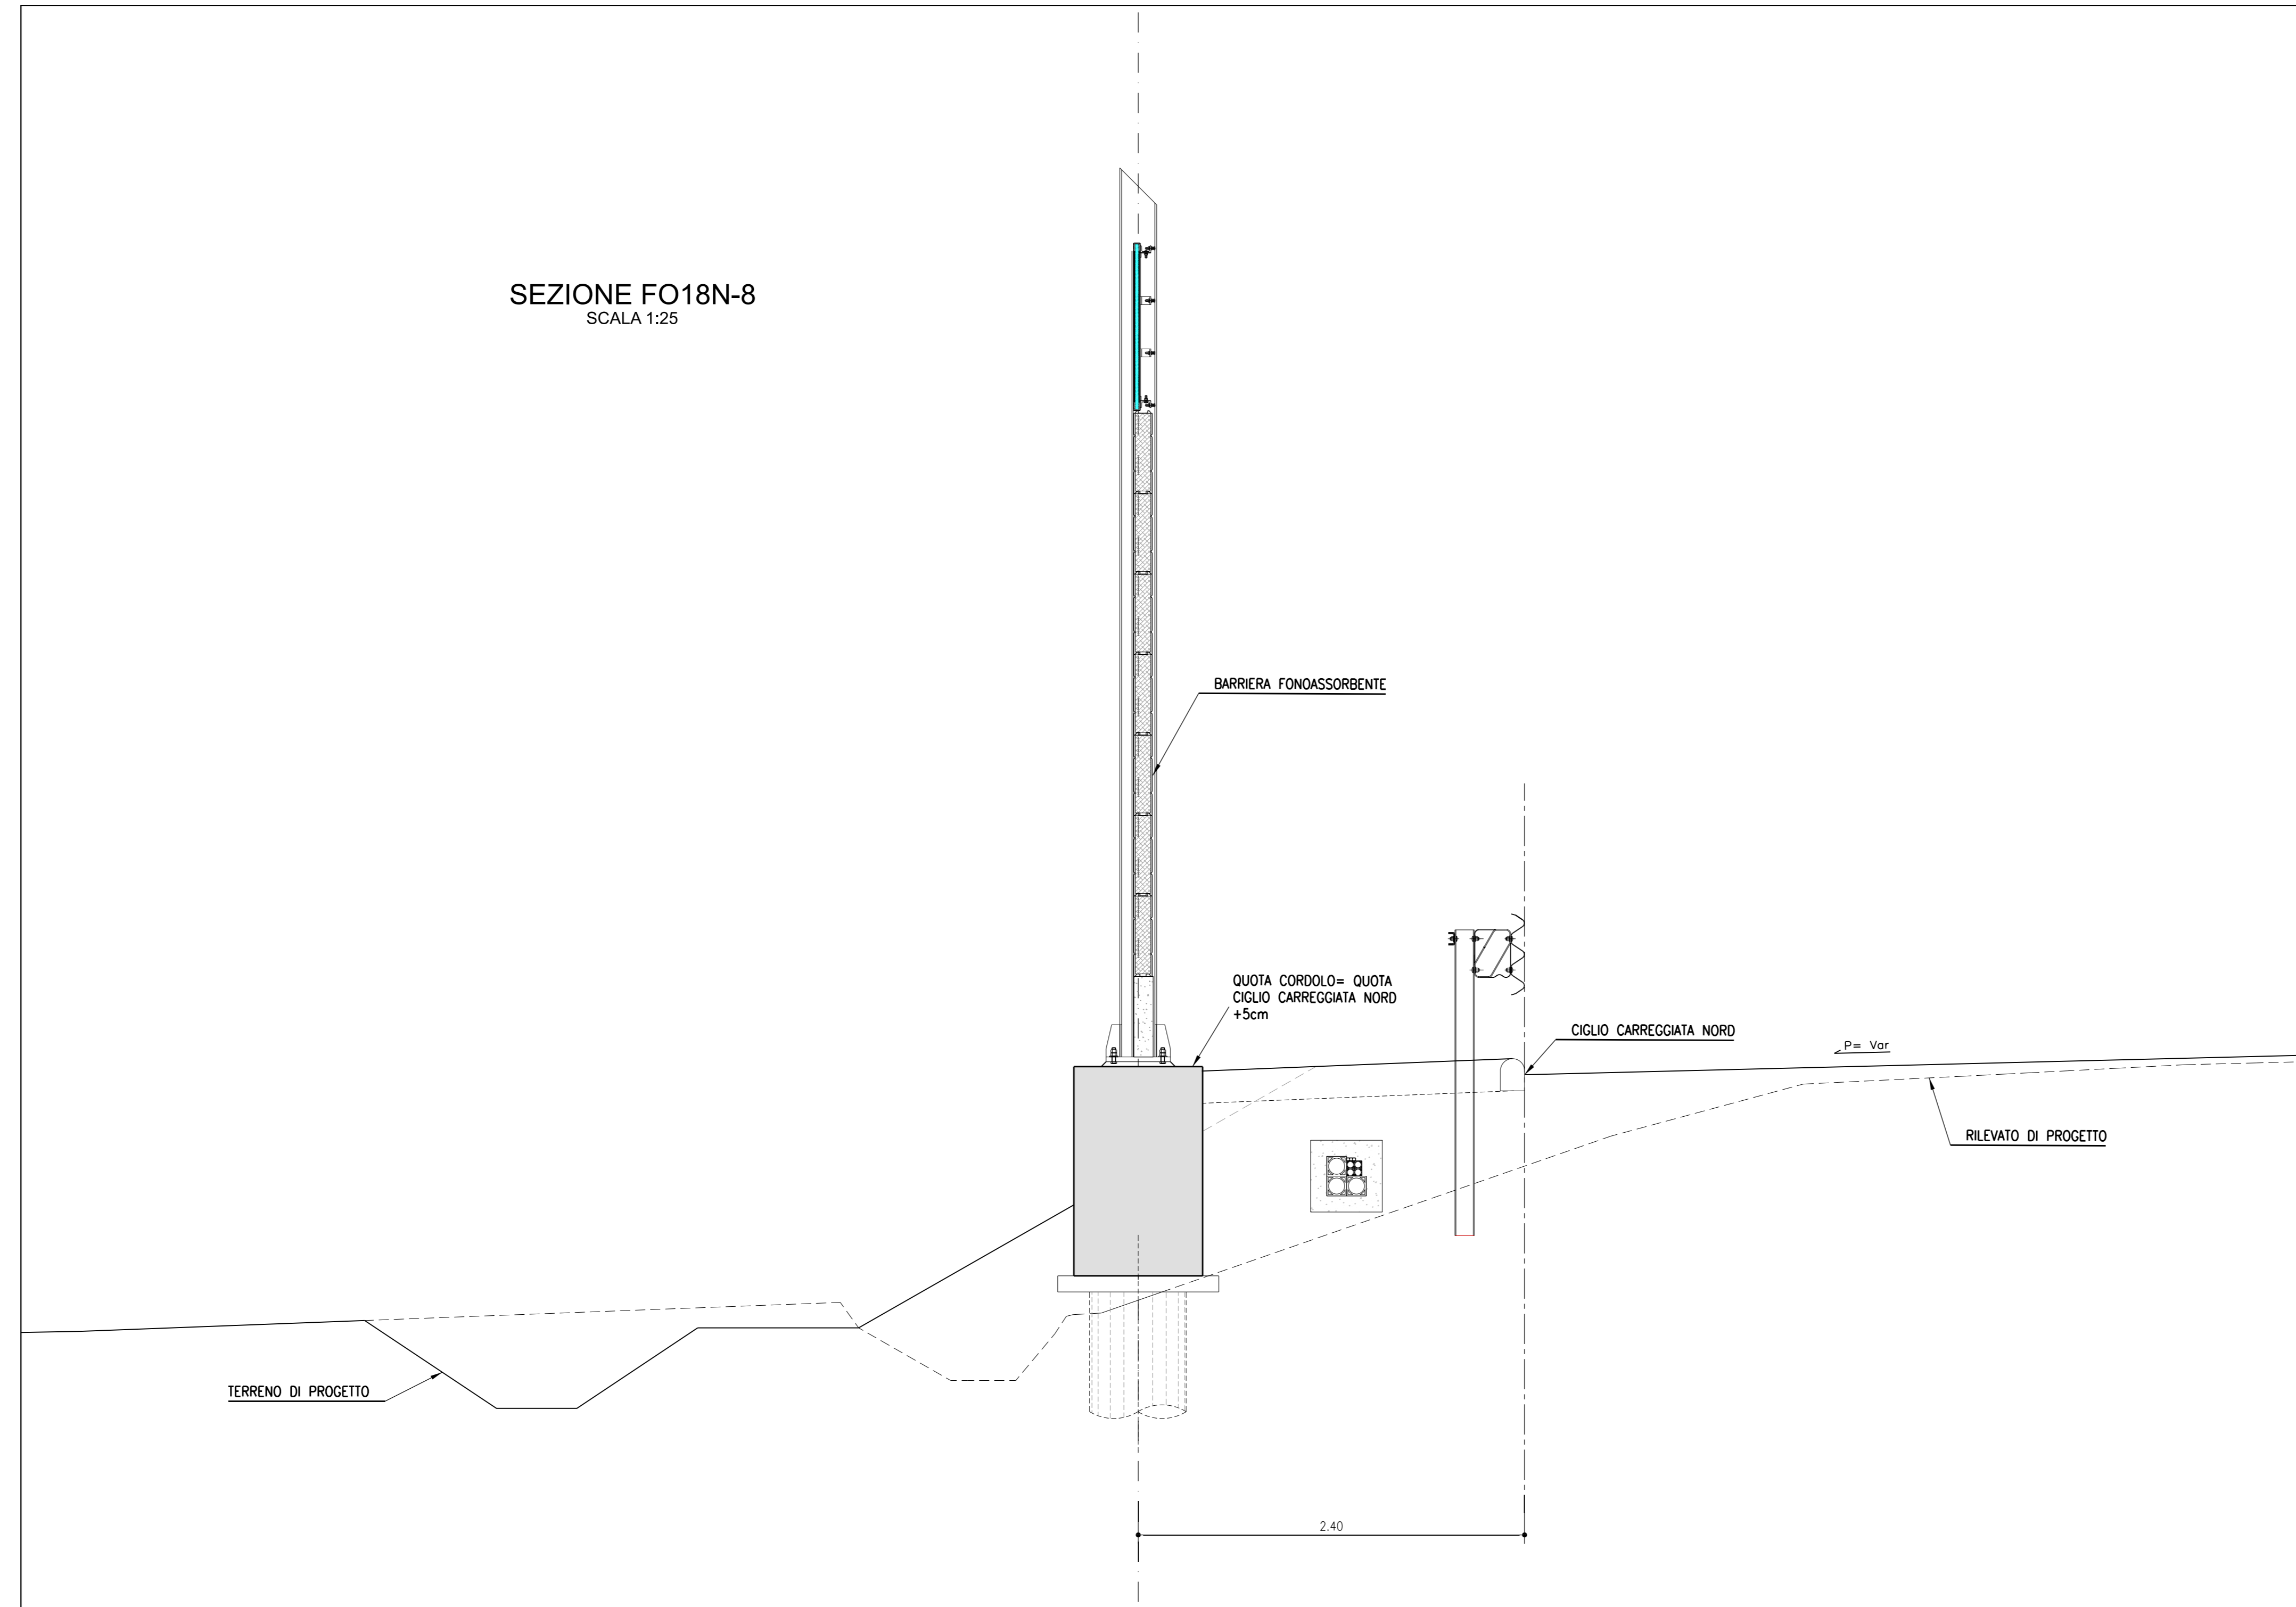 SEZIONE FO18N-8
SCALA 1:25
BARRIERA FONOASSORBENTE
QUOTA CORDOLO= QUOTA
CIGLIO CARREGGIATA NORD
+5cm
CIGLIO CARREGGIATA NORD
P= Var
RILEVATO DI PROGETTO
TERRENO DI PROGETTO
2.40